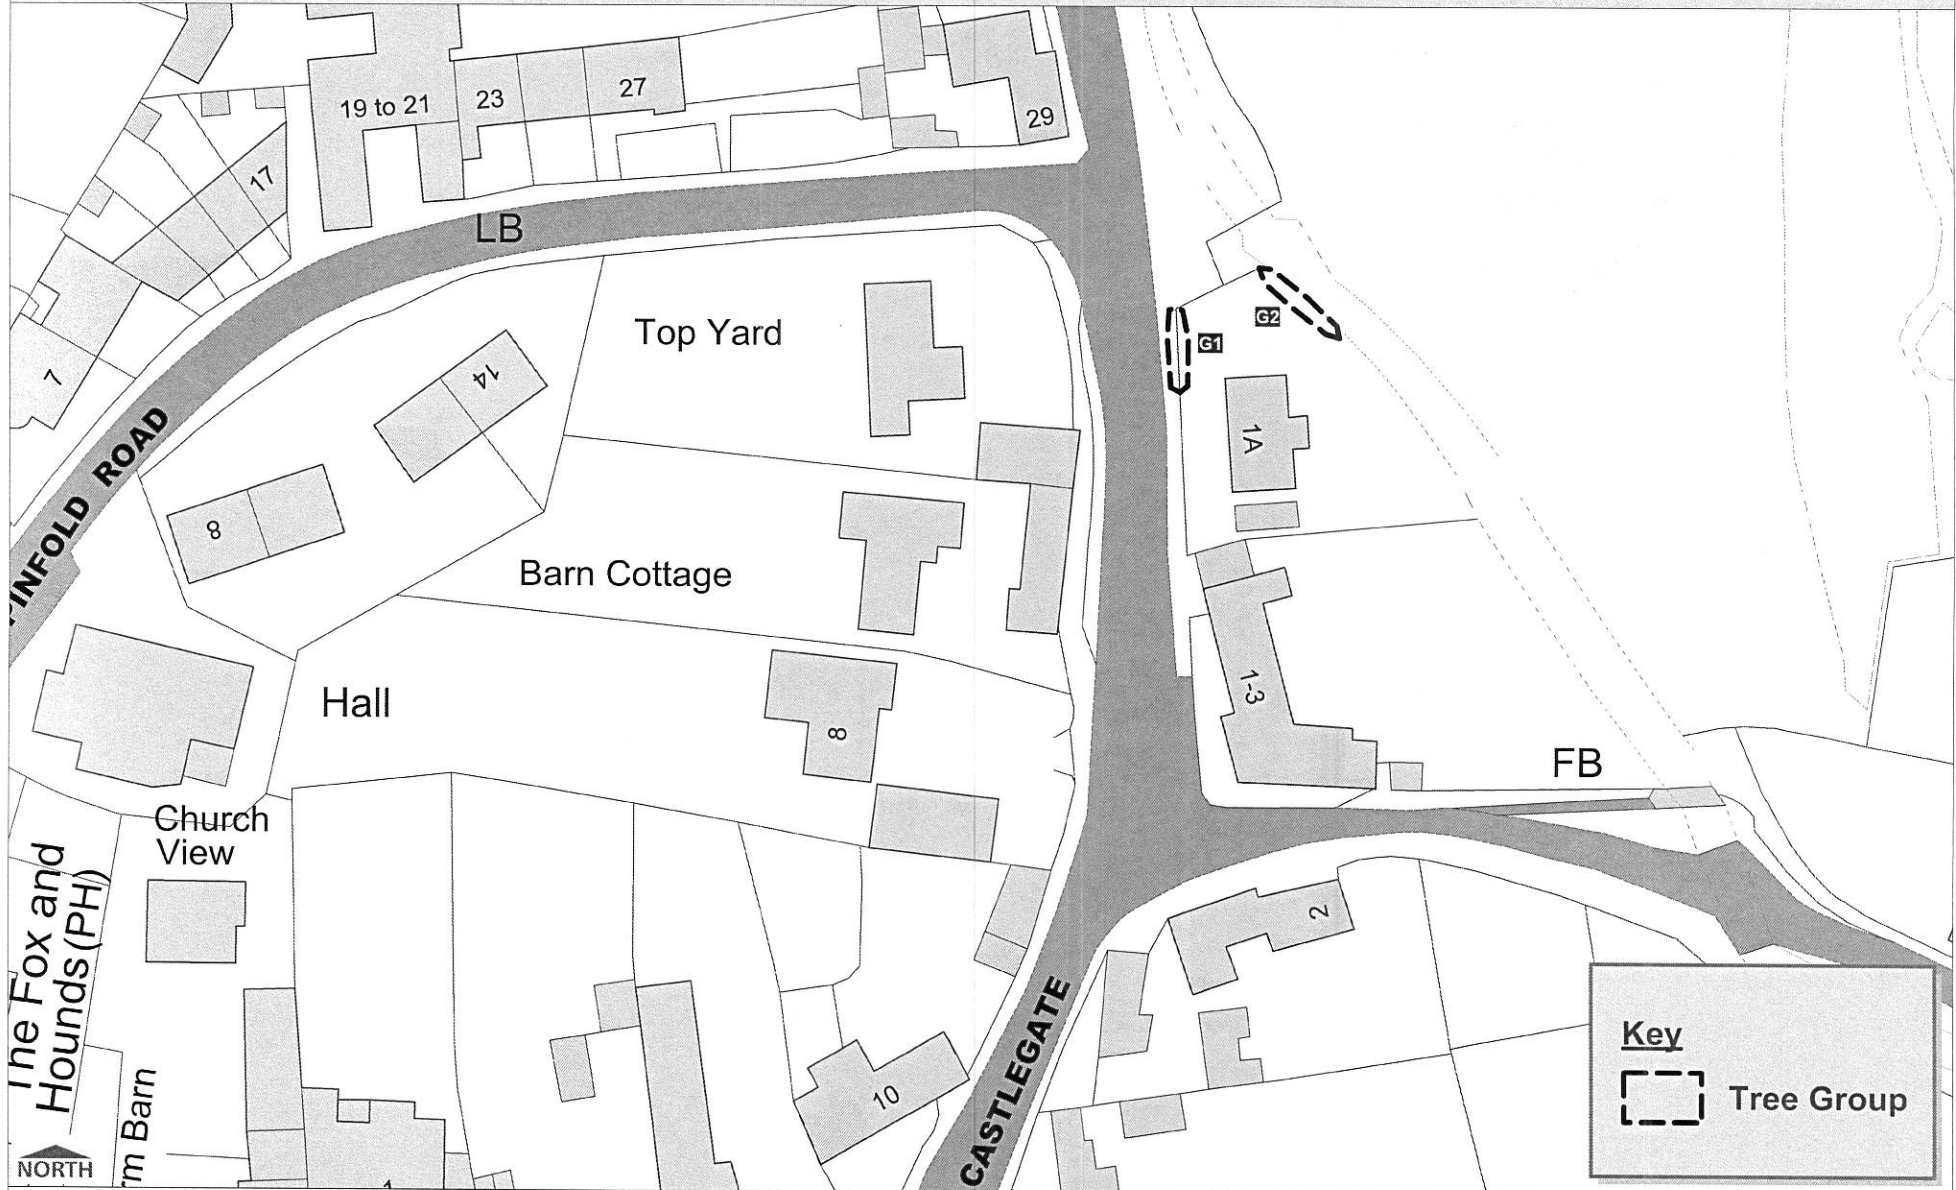 19 to 21
23
27
29
17
LB
Top Yard
G2
G1
7
14
1A
PINFOLD ROAD
8
Barn Cottage
1-3
Hall
8
FB
Church
View
The Fox and
Hounds (PH)
2
10
CASTLEGATE
rm Barn
NORTH
Key
Tree Group